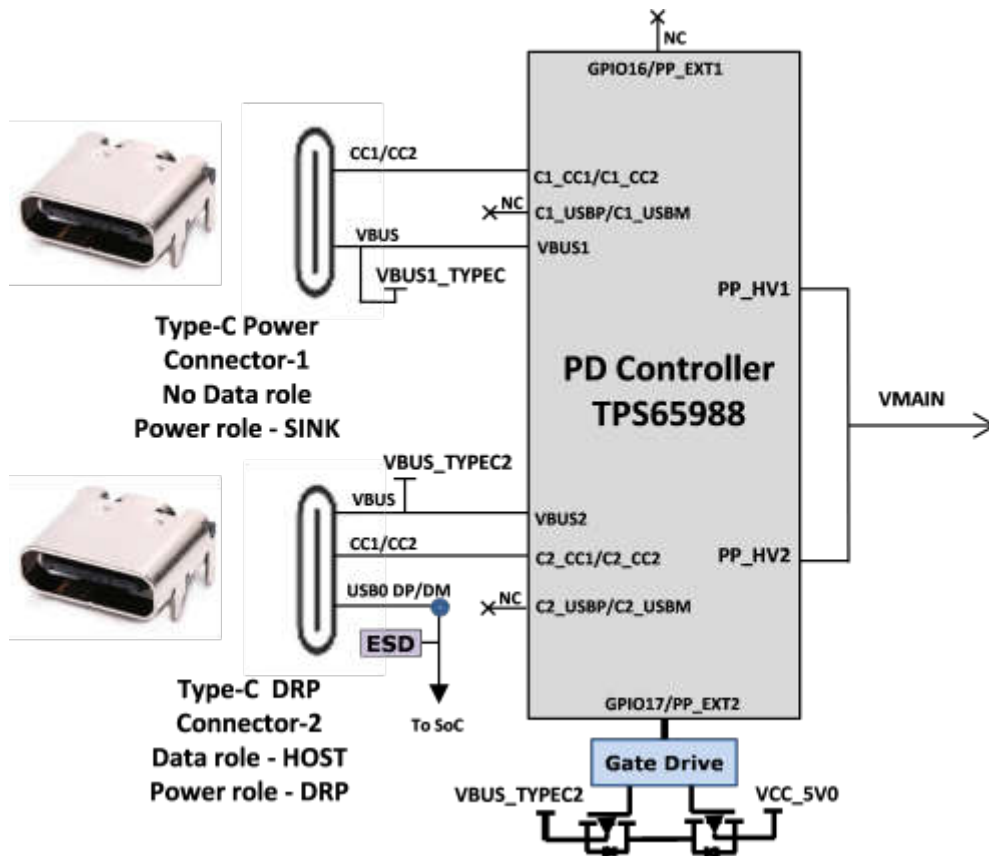 NC
GPIO16/PP_EXT1
CC1/CC2
C1_CC1/C1_CC2
NC
C1_USBP/C1_USBM
VBUS
VBUS1
VBUS1_TYPEC
PP_HV1
Type-C Power
Connector-1
No Data role
Power role - SINK
PD Controller
TPS65988
VMAIN
VBUS_TYPEC2
VBUS
VBUS2
CC1/CC2
C2_CC1/C2_CC2
PP_HV2
USB0 DP/DM
NC
C2_USBP/C2_USBM
ESD
To SoC
Type-C DRP
Connector-2
Data role - HOST
Power role - DRP
GPIO17/PP_EXT2
Gate Drive
VBUS_TYPEC2
VCC_5V0